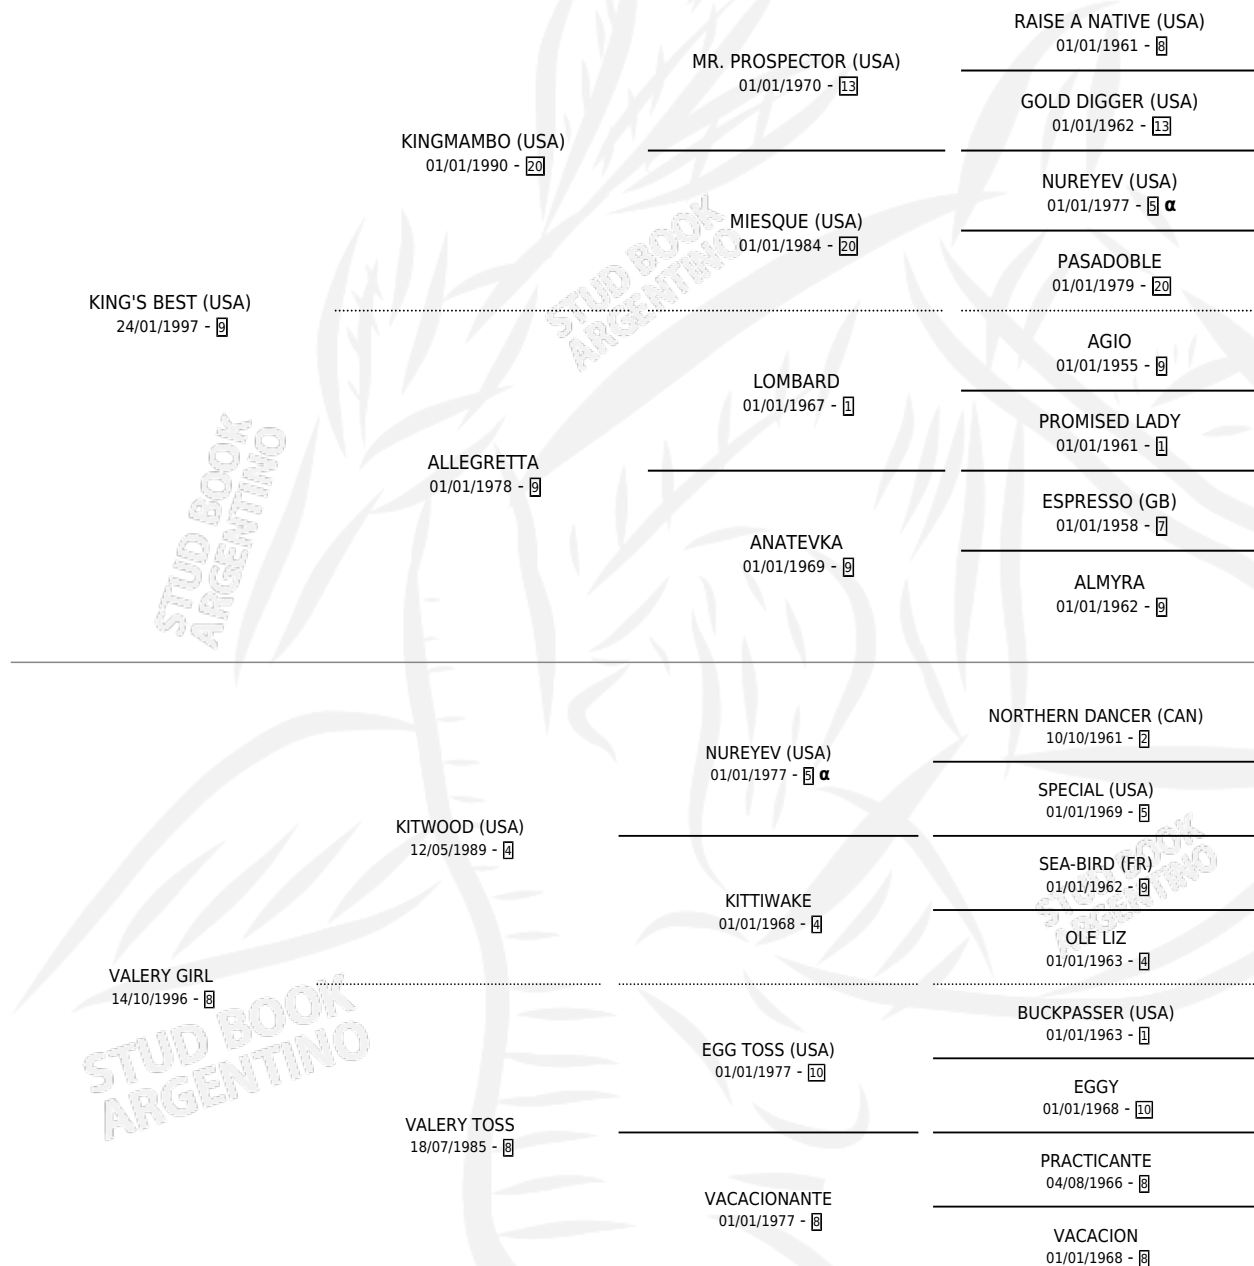 RAISE A NATIVE (USA)
01/01/1961 - 8
MR. PROSPECTOR (USA)
01/01/1970 - 13
GOLD DIGGER (USA)
01/01/1962 - 13
KINGMAMBO (USA)
01/01/1990 - 20
NUREYEV (USA)
01/01/1977 - 5 α
MIESQUE (USA)
01/01/1984 - 20
PASADOBLE
01/01/1979 - 20
KING'S BEST (USA)
24/01/1997 - 9
AGIO
01/01/1955 - 9
LOMBARD
01/01/1967 - 1
PROMISED LADY
01/01/1961 - 1
ALLEGRETTA
01/01/1978 - 9
ESPRESSO (GB)
01/01/1958 - 7
ANATEVKA
01/01/1969 - 9
ALMYRA
01/01/1962 - 9
NORTHERN DANCER (CAN)
10/10/1961 - 2
NUREYEV (USA)
01/01/1977 - 5 α
SPECIAL (USA)
01/01/1969 - 5
KITWOOD (USA)
12/05/1989 - 4
SEA-BIRD (FR)
01/01/1962 - 9
KITTIWAKE
01/01/1968 - 4
OLE LIZ
01/01/1963 - 4
VALERY GIRL
14/10/1996 - 8
BUCKPASSER (USA)
01/01/1963 - 1
EGG TOSS (USA)
01/01/1977 - 10
EGGY
01/01/1968 - 10
VALERY TOSS
18/07/1985 - 8
PRACTICANTE
04/08/1966 - 8
VACACIONANTE
01/01/1977 - 8
VACACION
01/01/1968 - 8
STUD BOOK
ARGENTINO
STUD BOOK
ARGENTINO
STUD BOOK
ARGENTINO
STUD BOOK
ARGENTINO